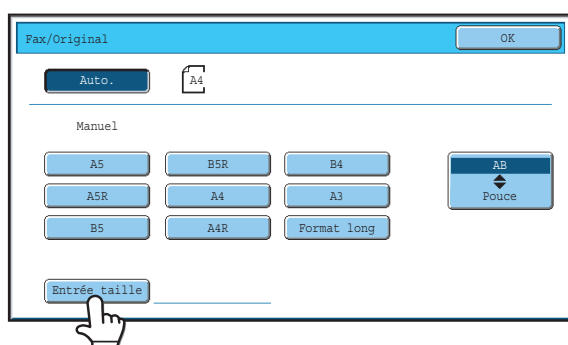 Fax/Original OK
Auto. A4
Manuel
A5 B5R B4 AB
A5R A4 A3 Pouce
B5 A4R Format long
Entrée taille